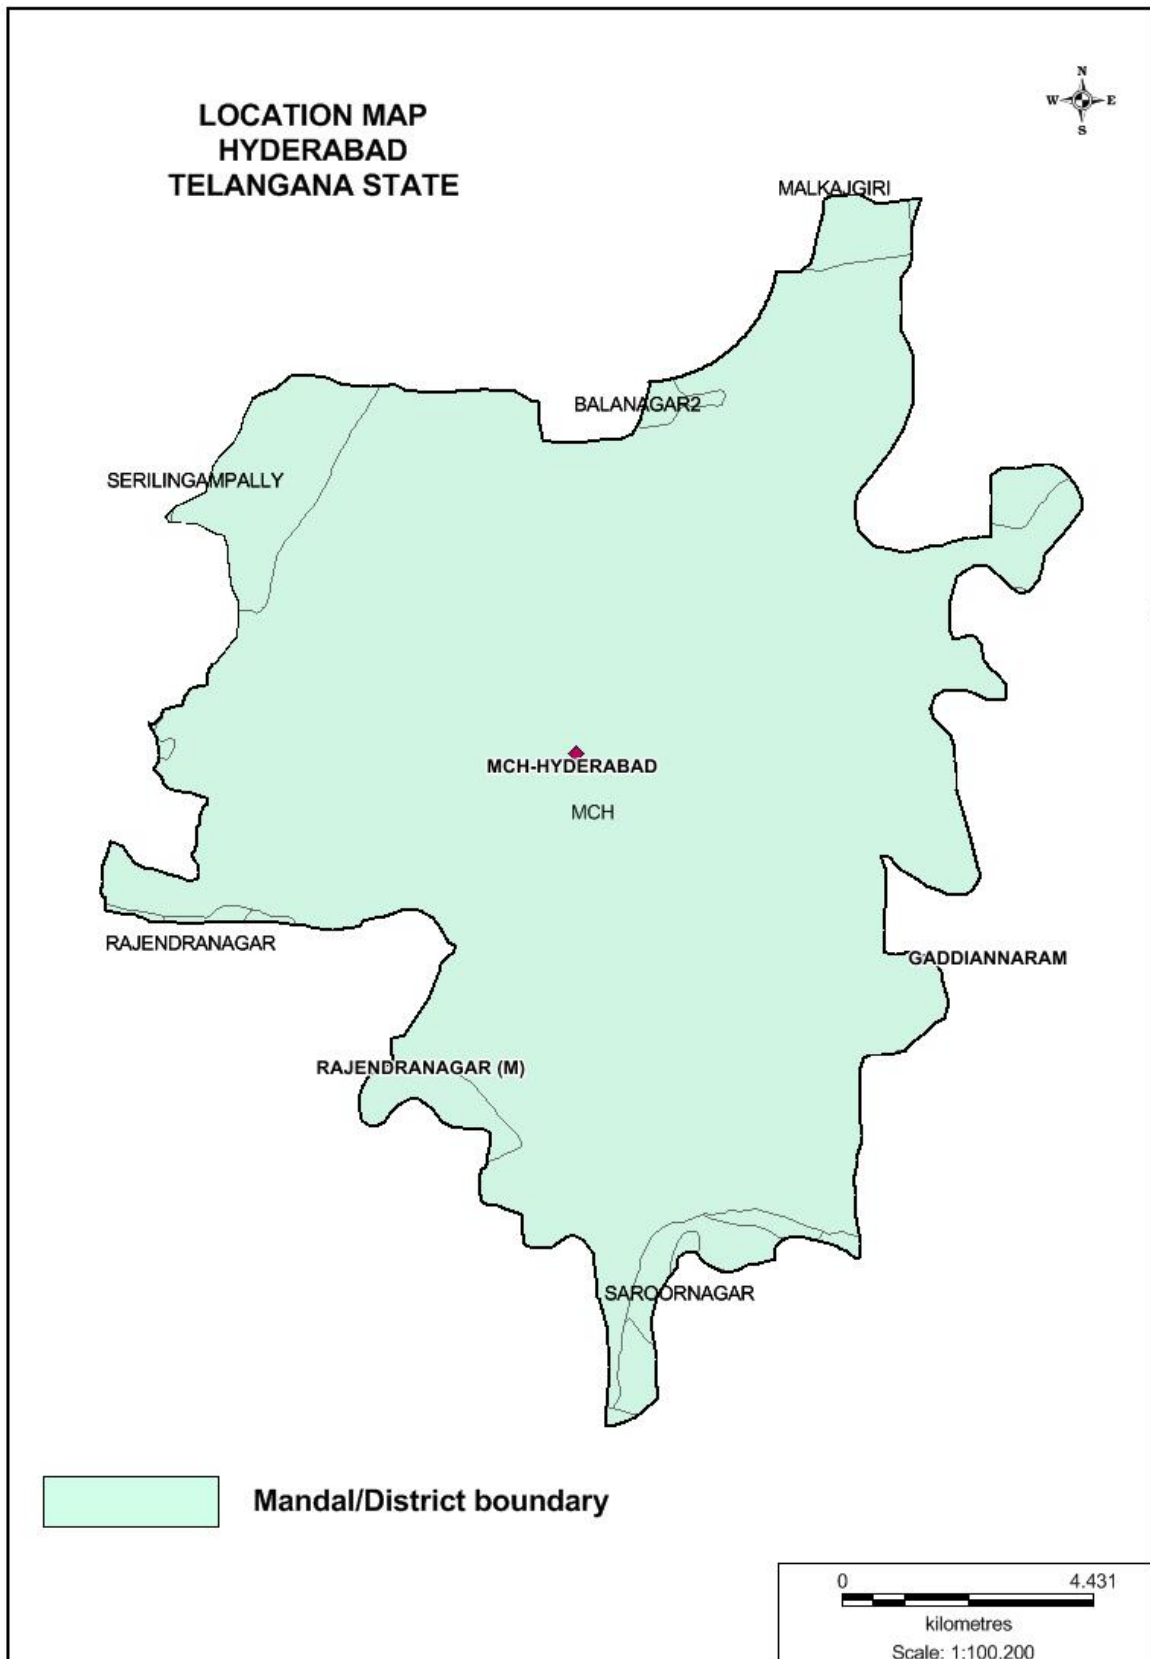 LOCATION MAP
HYDERABAD
TELANGANA STATE
N
W E
S
MALKAJGIRI
BALANAGAR2
SERILINGAMPALLY
MCH-HYDERABAD
MCH
RAJENDRANAGAR
GADDIANNARAM
RAJENDRANAGAR (M)
SAROORNAGAR
Mandal/District boundary
0 4.431
kilometres
Scale: 1:100,200